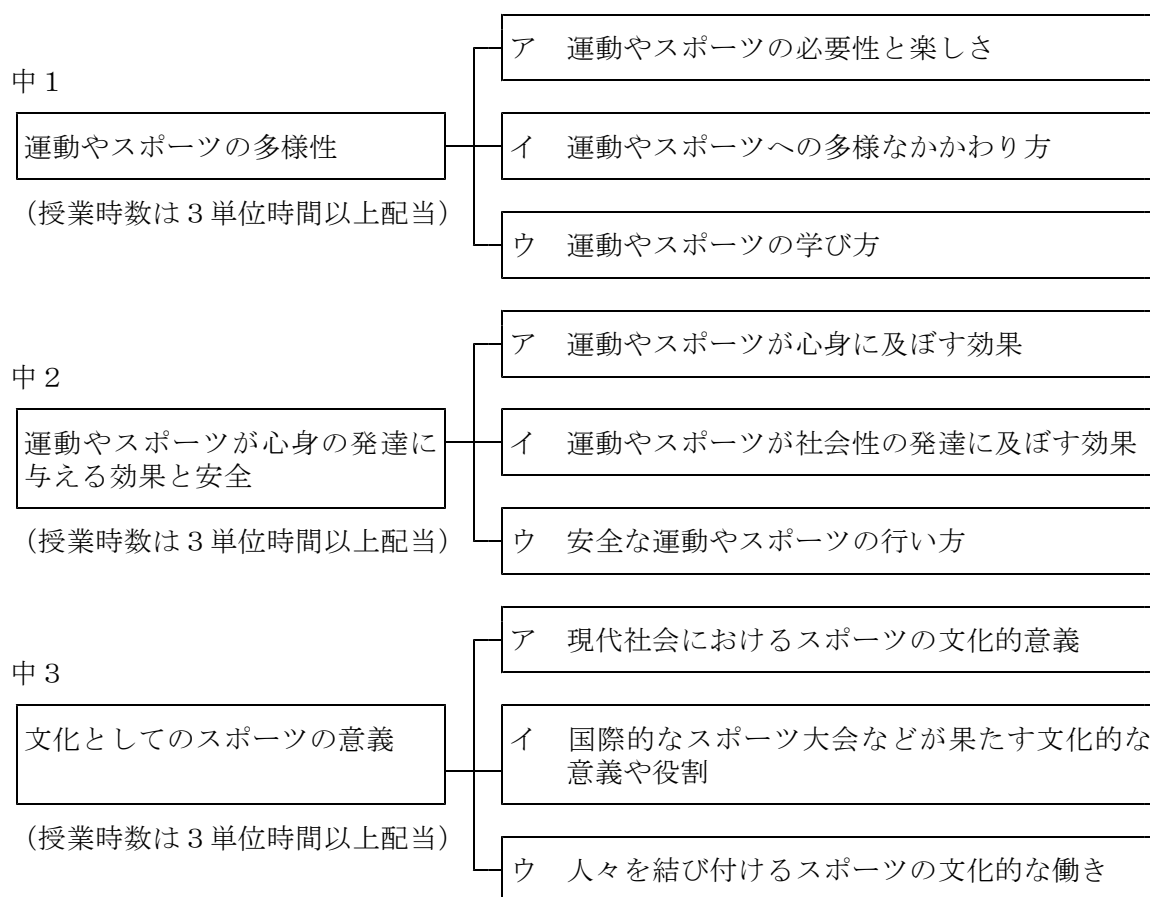 中１
運動やスポーツの多様性
（授業時数は３単位時間以上配当）
ア　運動やスポーツの必要性と楽しさ
イ　運動やスポーツへの多様なかかわり方
ウ　運動やスポーツの学び方
中２
運動やスポーツが心身の発達に
与える効果と安全
（授業時数は３単位時間以上配当）
ア　運動やスポーツが心身に及ぼす効果
イ　運動やスポーツが社会性の発達に及ぼす効果
ウ　安全な運動やスポーツの行い方
中３
文化としてのスポーツの意義
（授業時数は３単位時間以上配当）
ア　現代社会におけるスポーツの文化的意義
イ　国際的なスポーツ大会などが果たす文化的な
意義や役割
ウ　人々を結び付けるスポーツの文化的な働き